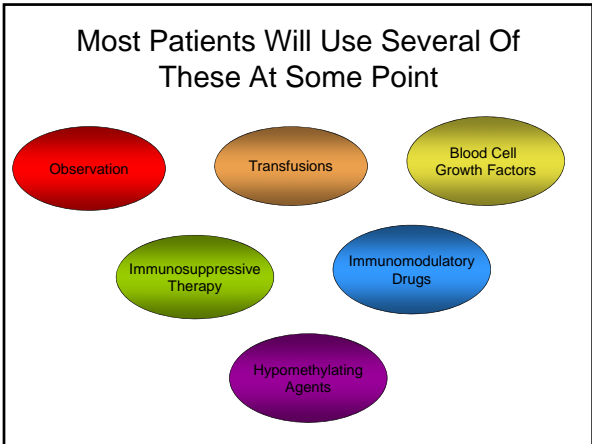 Most Patients Will Use Several Of
These At Some Point
Observation
Transfusions
Blood Cell
Growth Factors
Immunosuppressive
Therapy
Immunomodulatory
Drugs
Hypomethylating
Agents